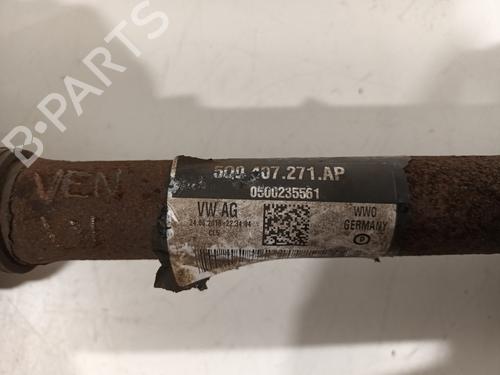 B-PARTS
VEN
5Q0.407.271.AP
0500235561
VW AG
WWO
GERMANY